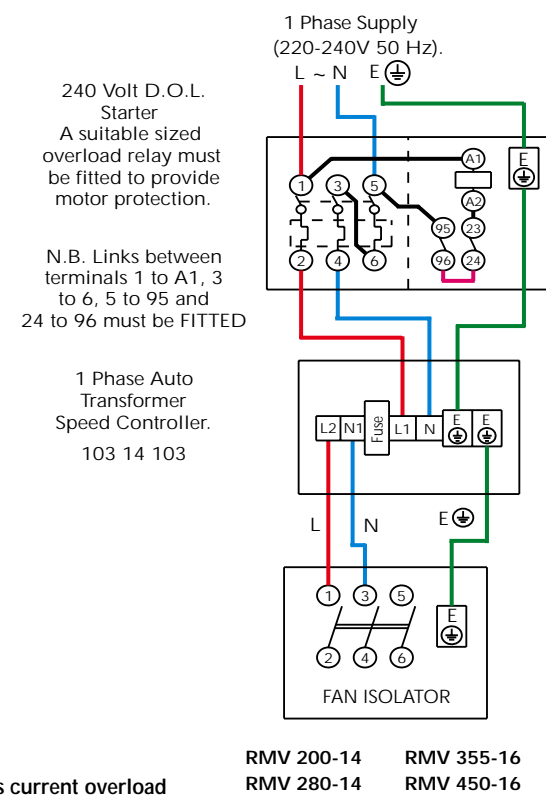 1 Phase Supply
(220-240V 50 Hz).
L ~ N E
240 Volt D.O.L.
Starter
A suitable sized
overload relay must
be fitted to provide
motor protection.
N.B. Links between
terminals 1 to A1, 3
to 6, 5 to 95 and
24 to 96 must be FITTED
A1 E
1 3 5
A2
95 23
2 4 6 96 24
1 Phase Auto
Transformer
Speed Controller.
103 14 103
L2 N1 Fuse L1 N E E
L N E
1 3 5
E
2 4 6
FAN ISOLATOR
RMV 200-14 RMV 355-16
s current overload RMV 280-14 RMV 450-16